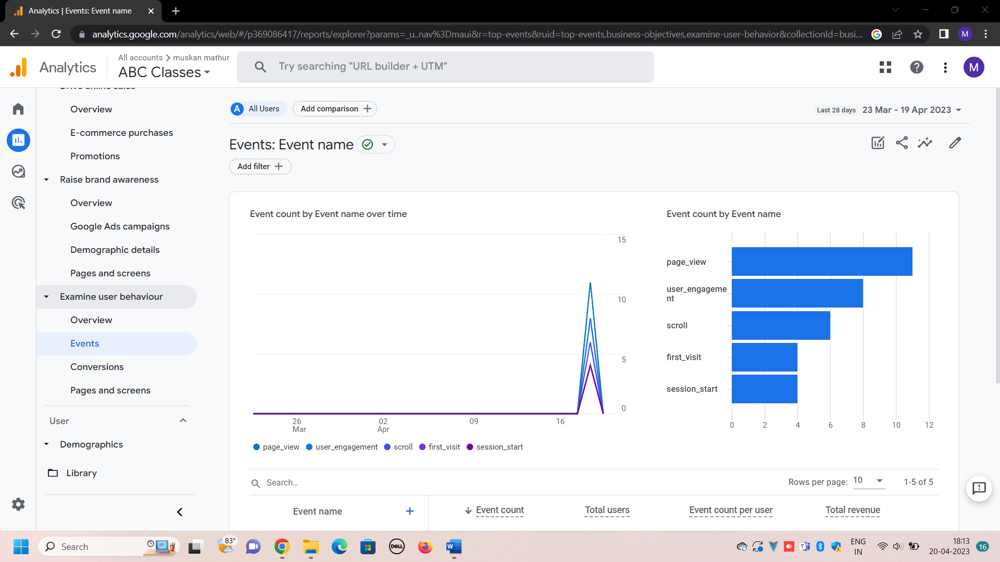 Analytics | Events: Event name
analytics.google.com/analytics/web/#/p369086417/reports/explorer?params=_u..nav%3Dmaui&r=top-events&ruid=top-events,business-objectives,examine-user-behavior&collectionId=busi...
M
Analytics
All accounts > muskan mathur
ABC Classes
Try searching "URL builder + UTM"
M
Overview
E-commerce purchases
Promotions
Raise brand awareness
Overview
Google Ads campaigns
Demographic details
Pages and screens
Examine user behaviour
Overview
Events
Conversions
Pages and screens
User
Demographics
Library
A All Users
Add comparison +
Last 28 days 23 Mar - 19 Apr 2023
Events: Event name
Add filter +
Event count by Event name over time
15
10
5
0
26
Mar
02
Apr
09
16
page_view user_engagement scroll first_visit session_start
Event count by Event name
page_view
user_engageme
nt
scroll
first_visit
session_start
0 2 4 6 8 10 12
Search...
Rows per page: 10 1-5 of 5
Event name + Event count Total users Event count per user Total revenue
Search
83°
DELL
W
ENG
IN
18:13
20-04-2023
16